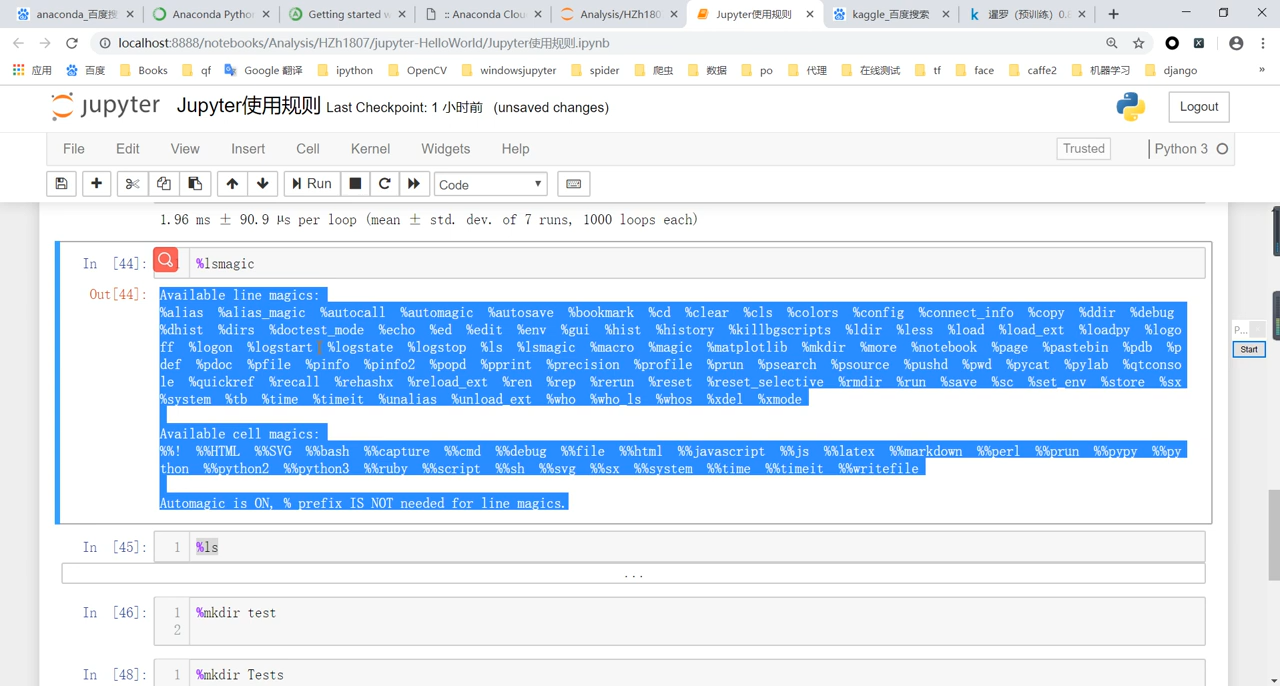 anaconda_百度搜
Anaconda Pytho
Getting started w
:: Anaconda Clou
Analysis/HZh180
Jupyter使用规则
kaggle_百度搜索
暹罗（预训练）0.8
localhost:8888/notebooks/Analysis/HZh1807/jupyter-HelloWorld/Jupyter使用规则.ipynb
应用 百度 Books qf Google 翻译 ipython OpenCV windowsjupyter spider 爬虫 数据 po 代理 在线测试 tf face caffe2 机器学习 django »
jupyter Jupyter使用规则 Last Checkpoint: 1 小时前 (unsaved changes) Logout
File Edit View Insert Cell Kernel Widgets Help Trusted Python 3
Run Code
1.96 ms ± 90.9 µs per loop (mean ± std. dev. of 7 runs, 1000 loops each)
In [44]: %lsmagic
Out[44]: Available line magics:
%alias %alias_magic %autocall %automagic %autosave %bookmark %cd %clear %cls %colors %config %connect_info %copy %ddir %debug
%dhist %dirs %doctest_mode %echo %ed %edit %env %gui %hist %history %killbgscripts %ldir %less %load %load_ext %loadpy %logo
ff %logon %logstart %logstate %logstop %ls %lsmagic %macro %magic %matplotlib %mkdir %more %notebook %page %pastebin %pdb %p
def %pdoc %pfile %pinfo %pinfo2 %popd %pprint %precision %profile %prun %psearch %psource %pushd %pwd %pycat %pylab %qtconso
le %quickref %recall %rehashx %reload_ext %ren %rep %rerun %reset %reset_selective %rmdir %run %save %sc %set_env %store %sx
%system %tb %time %timeit %unalias %unload_ext %who %who_ls %whos %xdel %xmode
Available cell magics:
%%! %%HTML %%SVG %%bash %%capture %%cmd %%debug %%file %%html %%javascript %%js %%latex %%markdown %%perl %%prun %%pypy %%py
thon %%python2 %%python3 %%ruby %%script %%sh %%svg %%sx %%system %%time %%timeit %%writefile
Automagic is ON, % prefix IS NOT needed for line magics.
P...
Start
In [45]: 1 %ls
...
In [46]: 1 %mkdir test
2
In [48]: 1 %mkdir Tests